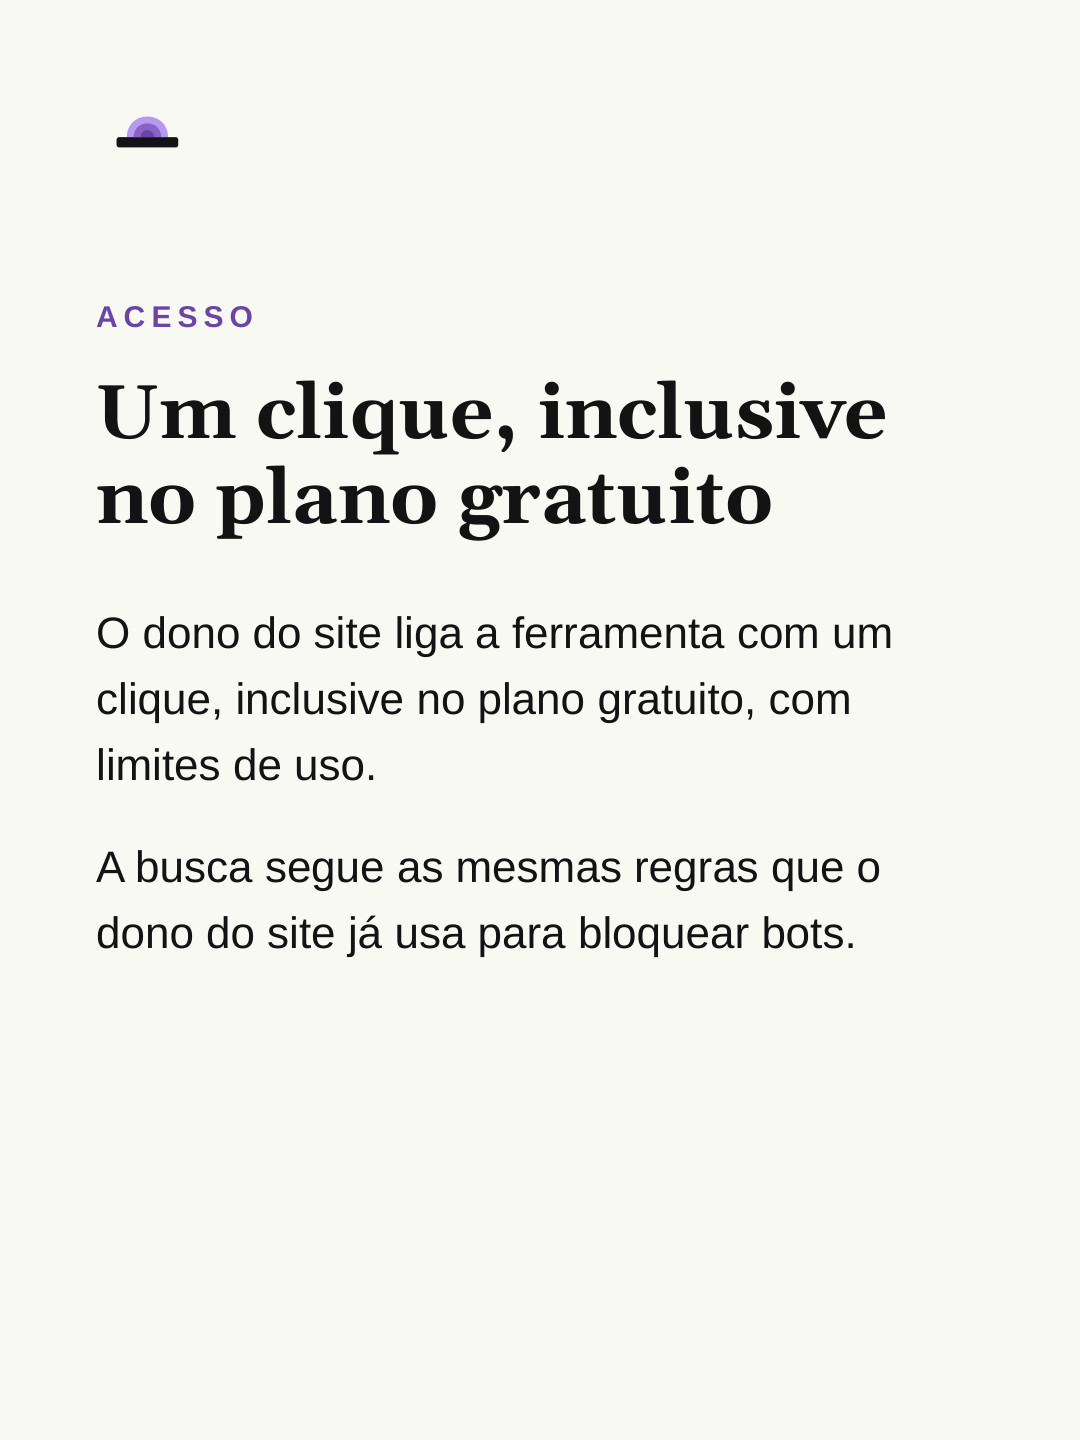 ACESSO
Um clique, inclusive
no plano gratuito
O dono do site liga a ferramenta com um
clique, inclusive no plano gratuito, com
limites de uso.
A busca segue as mesmas regras que o
dono do site já usa para bloquear bots.